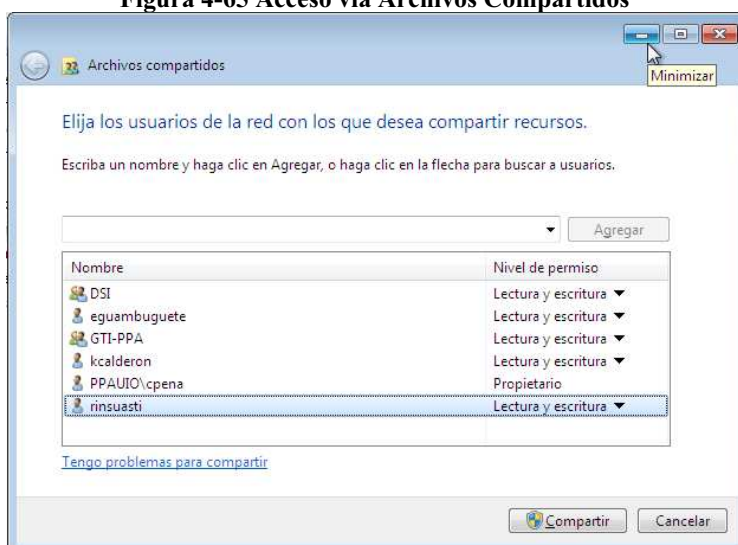 Figura 4-63 Acceso vía Archivos Compartidos
Archivos compartidos
Minimizar
Elija los usuarios de la red con los que desea compartir recursos.
Escriba un nombre y haga clic en Agregar, o haga clic en la flecha para buscar a usuarios.
Agregar
Nombre Nivel de permiso
DSI Lectura y escritura
eguambuguete Lectura y escritura
GTI-PPA Lectura y escritura
kcalderon Lectura y escritura
PPAUIO\cpena Propietario
rinsuasti Lectura y escritura
Tengo problemas para compartir
Compartir Cancelar